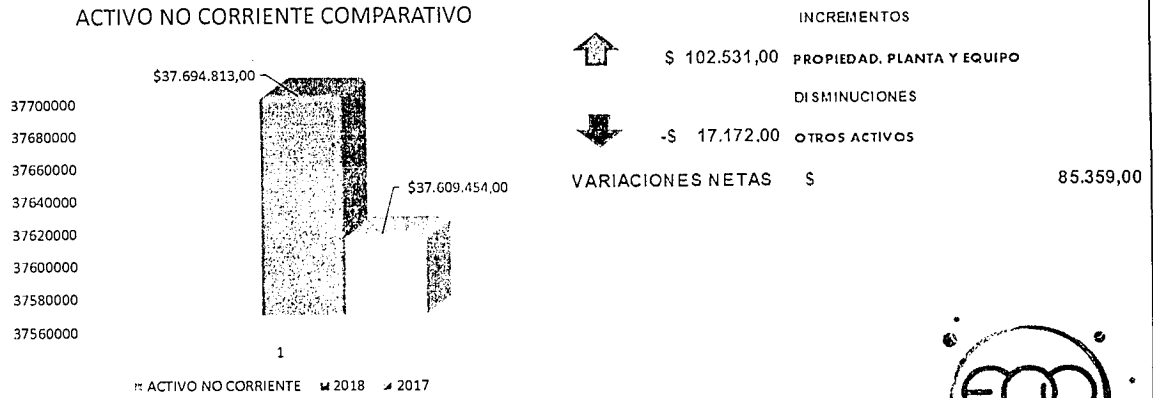 ACTIVO NO CORRIENTE COMPARATIVO
$37.694.813,00
37700000
37680000
37660000
37640000
37620000
37600000
37580000
37560000
$37.609.454,00
1
ACTIVO NO CORRIENTE 2018 2017
INCREMENTOS
$ 102.531,00 PROPIEDAD, PLANTA Y EQUIPO
DISMINUCIONES
-$ 17.172,00 OTROS ACTIVOS
VARIACIONES NETAS $ 85.359,00